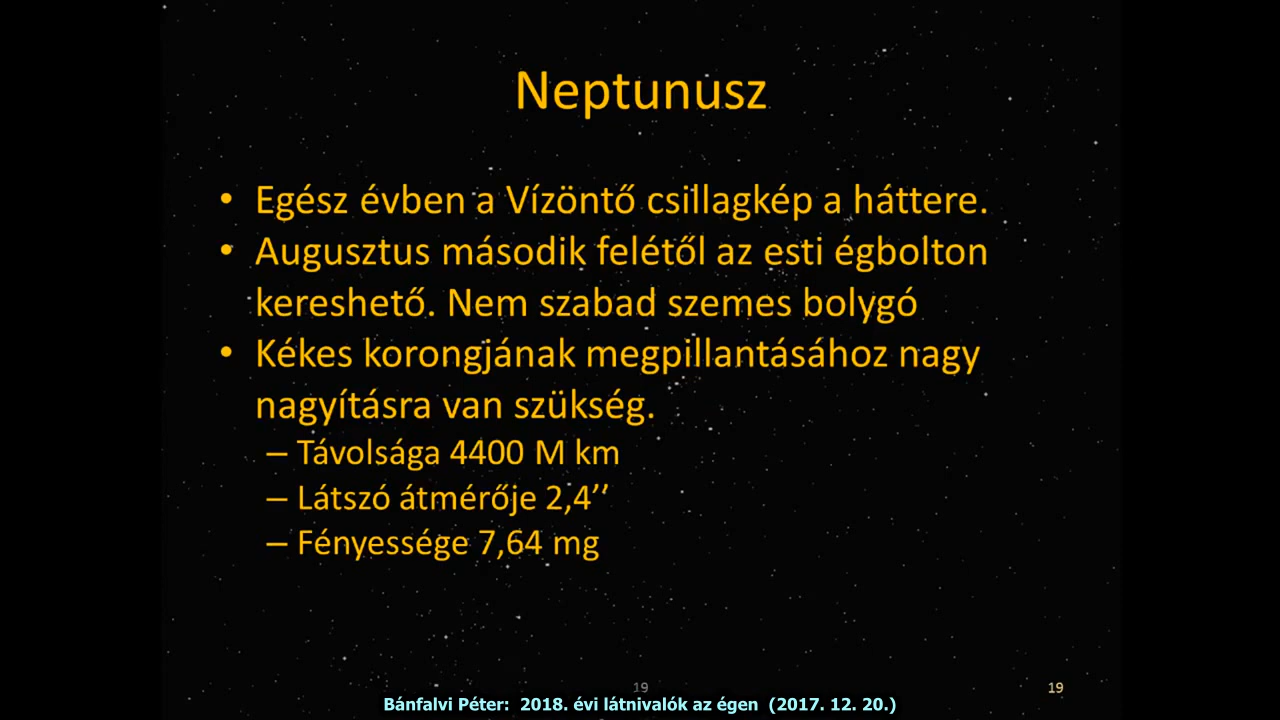 Neptunusz
• Egész évben a Vízöntő csillagkép a háttere.
• Augusztus második felétől az esti égbolton
kereshető. Nem szabad szemes bolygó
• Kékes korongjának megpillantásához nagy
nagyításra van szükség.
– Távolsága 4400 M km
– Látszó átmérője 2,4’’
– Fényessége 7,64 mg
19
19
Bánfalvi Péter: 2018. évi látnivalók az égen (2017. 12. 20.)